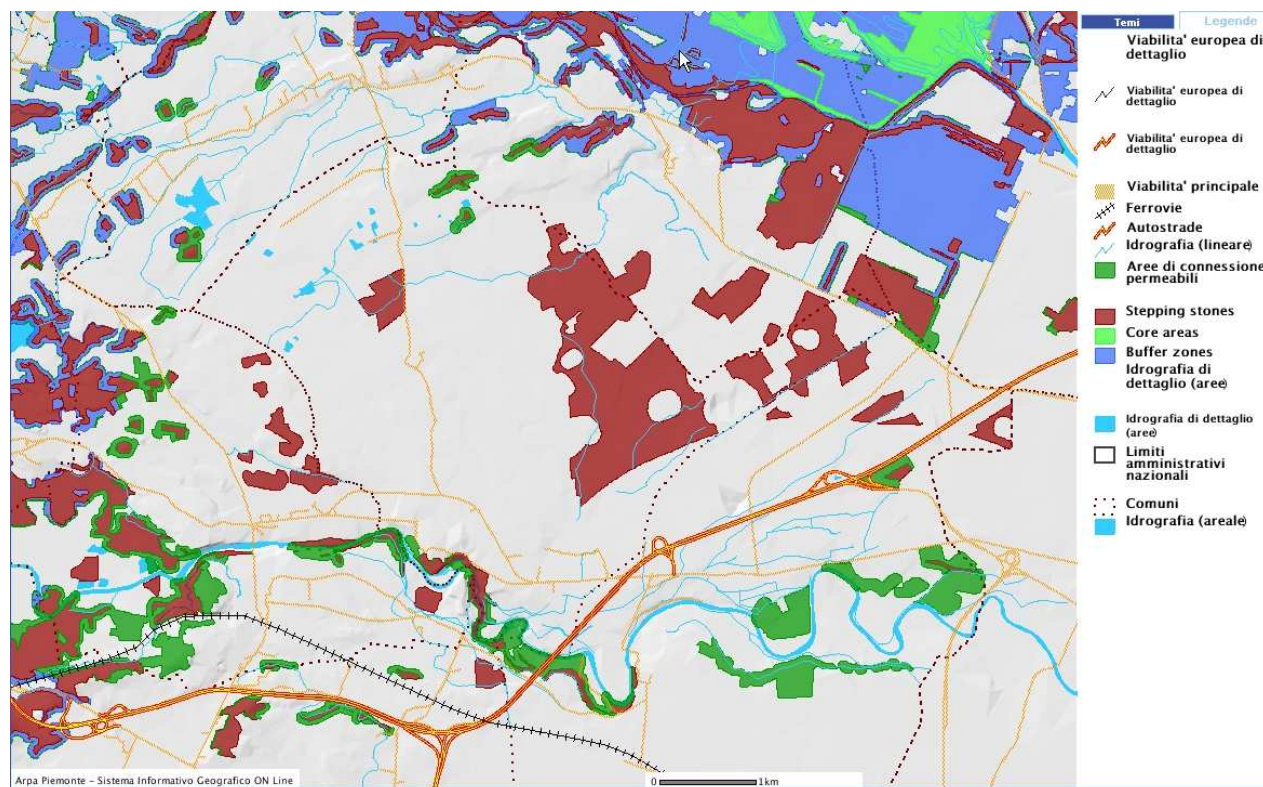 Temi
Legende
Viabilita' europea di
dettaglio
Viabilita' europea di
dettaglio
Viabilita' europea di
dettaglio
Viabilita' principale
Ferrovie
Autostrade
Idrografia (lineare)
Aree di connessione
permeabili
Stepping stones
Core areas
Buffer zones
Idrografia di
dettaglio (aree)
Idrografia di dettaglio
(aree)
Limiti
amministrativi
nazionali
Comuni
Idrografia (areale)
Arpa Piemonte - Sistema Informativo Geografico ON Line
0 1km